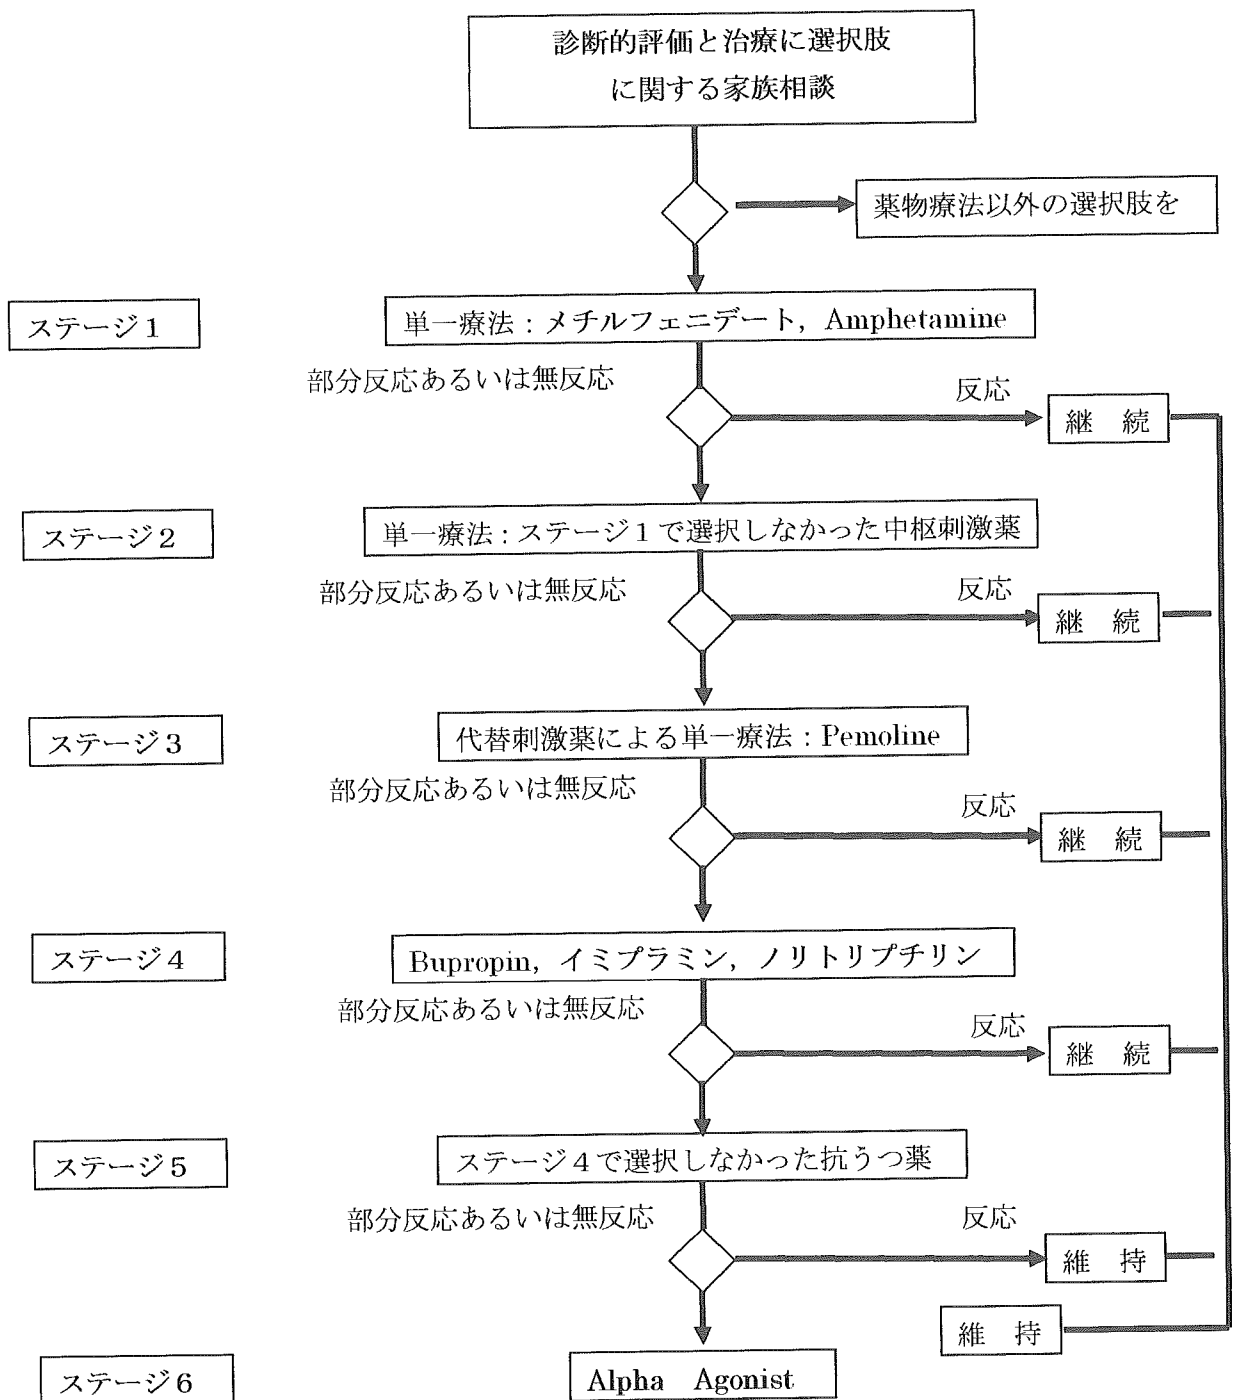 診断的評価と治療に選択肢
に関する家族相談
薬物療法以外の選択肢を
ステージ1
単一療法：メチルフェニデート，Amphetamine
部分反応あるいは無反応
反応
継　続
ステージ2
単一療法：ステージ1で選択しなかった中枢刺激薬
部分反応あるいは無反応
反応
継　続
ステージ3
代替刺激薬による単一療法：Pemoline
部分反応あるいは無反応
反応
継　続
ステージ4
Bupropin，イミプラミン，ノリトリプチリン
部分反応あるいは無反応
反応
継　続
ステージ5
ステージ4で選択しなかった抗うつ薬
部分反応あるいは無反応
反応
維　持
維　持
ステージ6
Alpha　Agonist